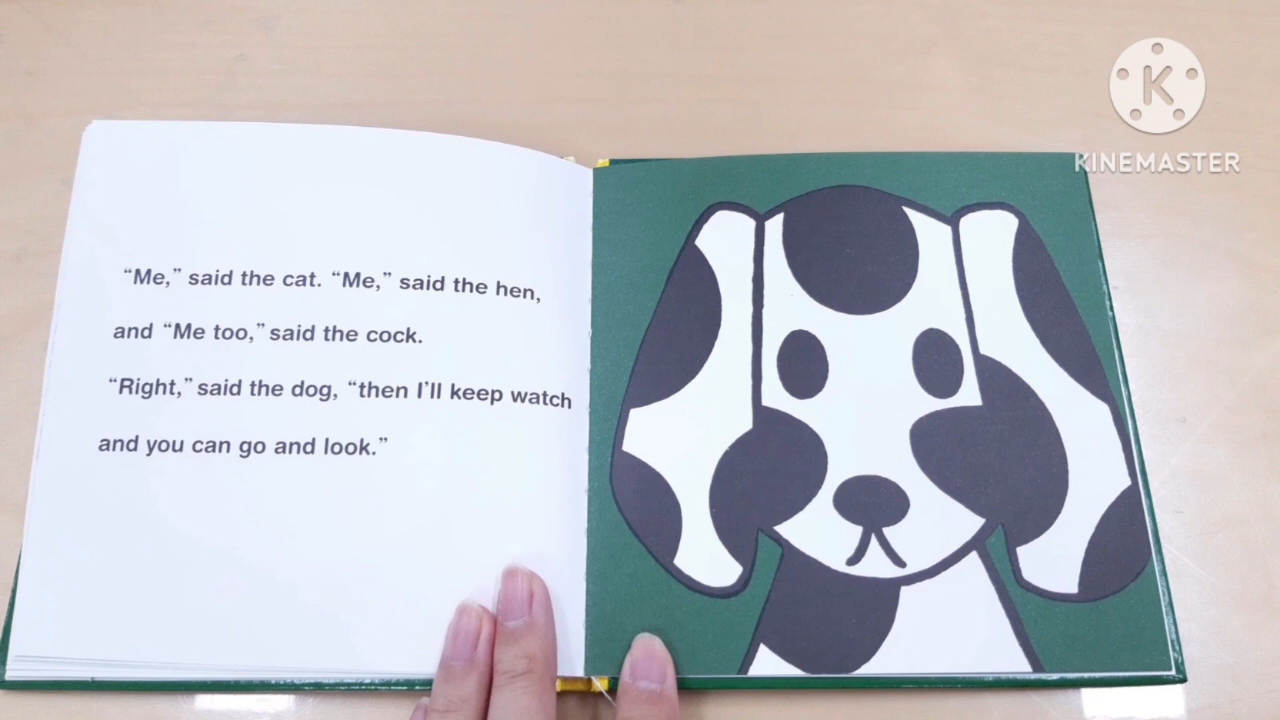 “Me,” said the cat. “Me,” said the hen,
and “Me too,” said the cock.
“Right,” said the dog, “then I’ll keep watch
and you can go and look.”
K
KINEMASTER